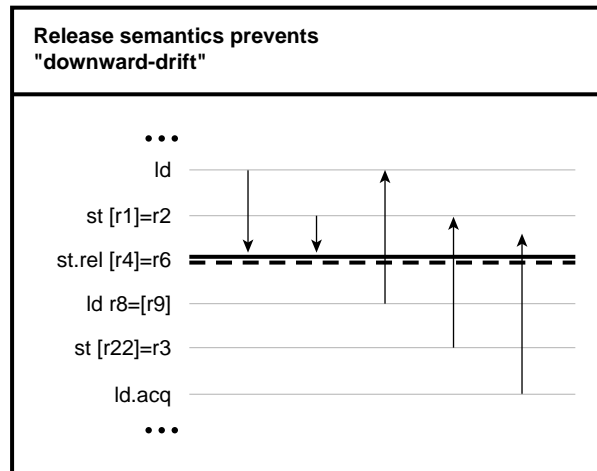 Release semantics prevents
"downward-drift"
•••
ld
st [r1]=r2
st.rel [r4]=r6
ld r8=[r9]
st [r22]=r3
ld.acq
•••